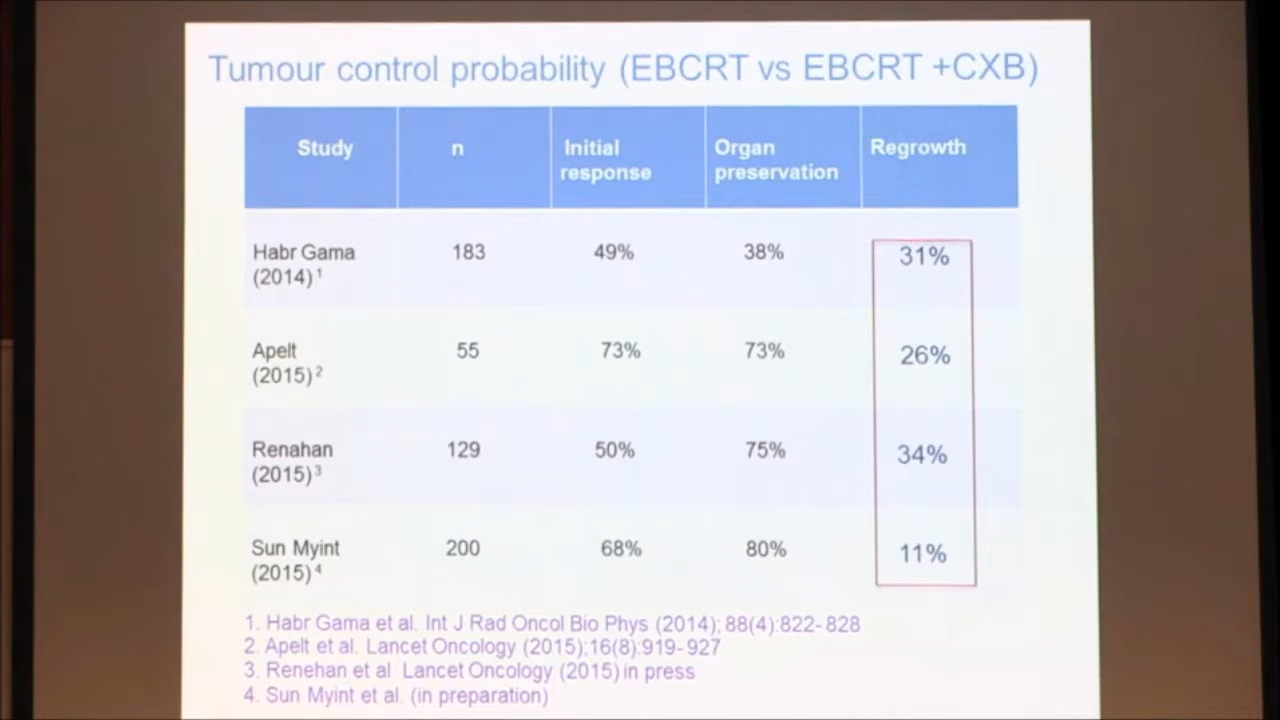 Tumour control probability (EBCRT vs EBCRT +CXB)
Study n Initial response Organ preservation Regrowth
Habr Gama (2014) 1 183 49% 38% 31%
Apelt (2015) 2 55 73% 73% 26%
Renahan (2015) 3 129 50% 75% 34%
Sun Myint (2015) 4 200 68% 80% 11%
1. Habr Gama et al. Int J Rad Oncol Bio Phys (2014); 88(4):822- 828
2. Apelt et al. Lancet Oncology (2015);16(8):919- 927
3. Renehan et al Lancet Oncology (2015) in press
4. Sun Myint et al. (in preparation)